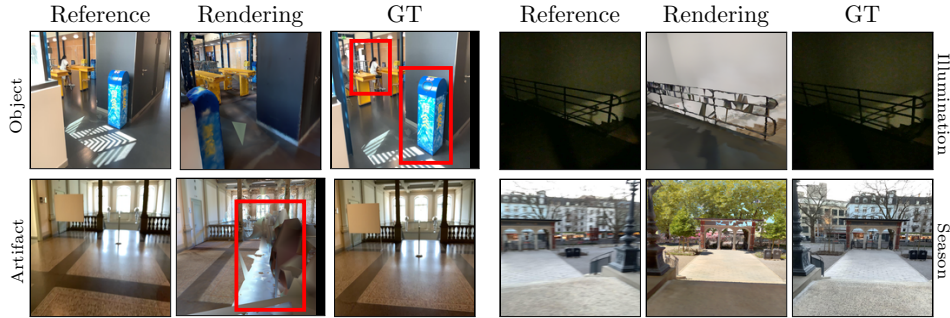 Reference Rendering GT Reference Rendering GT
Object
Illumination
Artifact
Season